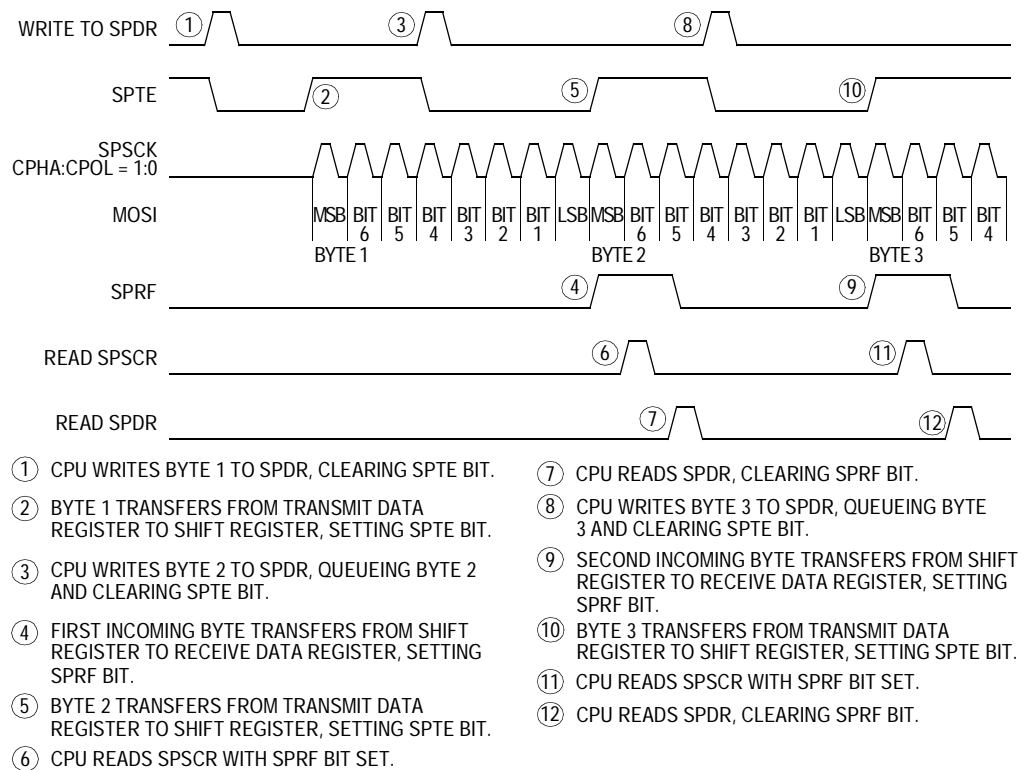 WRITE TO SPDR
1
3
8
SPTE
2
5
10
SPSCK
CPHA:CPOL = 1:0
MOSI
MSB BIT 6 BIT 5 BIT 4 BIT 3 BIT 2 BIT 1 LSB MSB BIT 6 BIT 5 BIT 4 BIT 3 BIT 2 BIT 1 LSB MSB BIT 6 BIT 5 BIT 4
BYTE 1
BYTE 2
BYTE 3
SPRF
4
9
READ SPSCR
6
11
READ SPDR
7
12
1 CPU WRITES BYTE 1 TO SPDR, CLEARING SPTE BIT.
2 BYTE 1 TRANSFERS FROM TRANSMIT DATA
REGISTER TO SHIFT REGISTER, SETTING SPTE BIT.
3 CPU WRITES BYTE 2 TO SPDR, QUEUEING BYTE 2
AND CLEARING SPTE BIT.
4 FIRST INCOMING BYTE TRANSFERS FROM SHIFT
REGISTER TO RECEIVE DATA REGISTER, SETTING
SPRF BIT.
5 BYTE 2 TRANSFERS FROM TRANSMIT DATA
REGISTER TO SHIFT REGISTER, SETTING SPTE BIT.
6 CPU READS SPSCR WITH SPRF BIT SET.
7 CPU READS SPDR, CLEARING SPRF BIT.
8 CPU WRITES BYTE 3 TO SPDR, QUEUEING BYTE
3 AND CLEARING SPTE BIT.
9 SECOND INCOMING BYTE TRANSFERS FROM SHIFT
REGISTER TO RECEIVE DATA REGISTER, SETTING
SPRF BIT.
10 BYTE 3 TRANSFERS FROM TRANSMIT DATA
REGISTER TO SHIFT REGISTER, SETTING SPTE BIT.
11 CPU READS SPSCR WITH SPRF BIT SET.
12 CPU READS SPDR, CLEARING SPRF BIT.